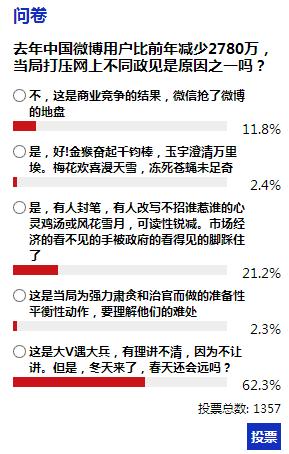 问卷
去年中国微博用户比前年减少2780万，
当局打压网上不同政见是原因之一吗？
不，这是商业竞争的结果，微信抢了微博
的地盘
11.8%
是，好!金猴奋起千钧棒，玉宇澄清万里
埃。梅花欢喜漫天雪，冻死苍蝇未足奇
2.4%
是，有人封笔，有人改写不招谁惹谁的心
灵鸡汤或风花雪月，可读性锐减。市场经
济的看不见的手被政府的看得见的脚踩住
了
21.2%
这是当局为强力肃贪和治官而做的准备性
平衡性动作，要理解他们的难处
2.3%
这是大V遇大兵，有理讲不清，因为不让
讲。但是，冬天来了，春天还会远吗？
62.3%
投票总数: 1357
投票